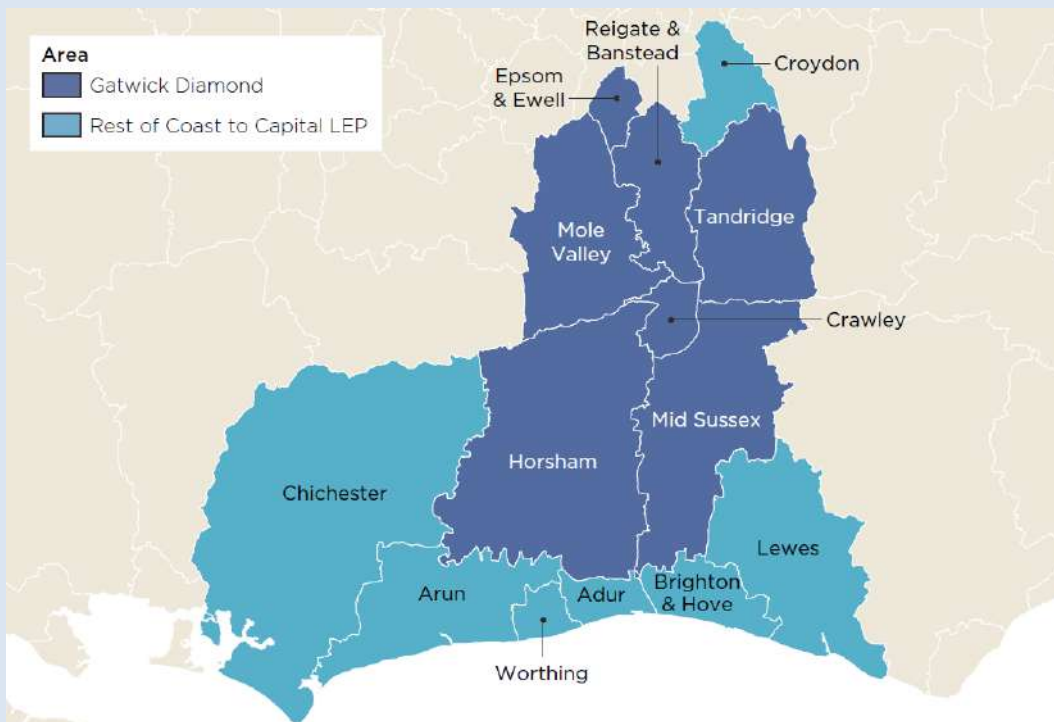 Area
Gatwick Diamond
Rest of Coast to Capital LEP
Reigate &
Banstead
Epsom
& Ewell
Croydon
Mole
Valley
Tandridge
Crawley
Mid Sussex
Horsham
Chichester
Lewes
Arun
Adur
Brighton
& Hove
Worthing